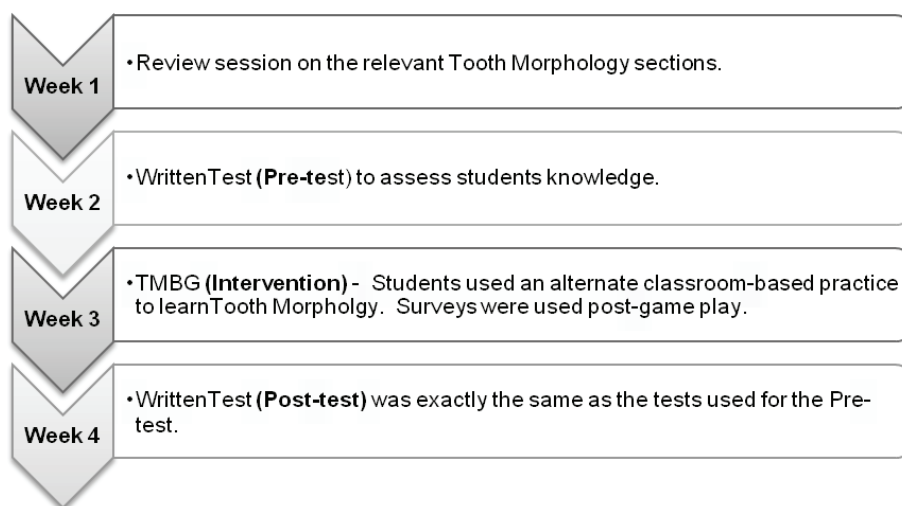 Week 1
•Review session on the relevant Tooth Morphology sections.
Week 2
•WrittenTest (Pre-test) to assess students knowledge.
Week 3
•TMBG (Intervention) - Students used an alternate classroom-based practice
to learnTooth Morpholgy. Surveys were used post-game play.
Week 4
•WrittenTest (Post-test) was exactly the same as the tests used for the Pre-
test.